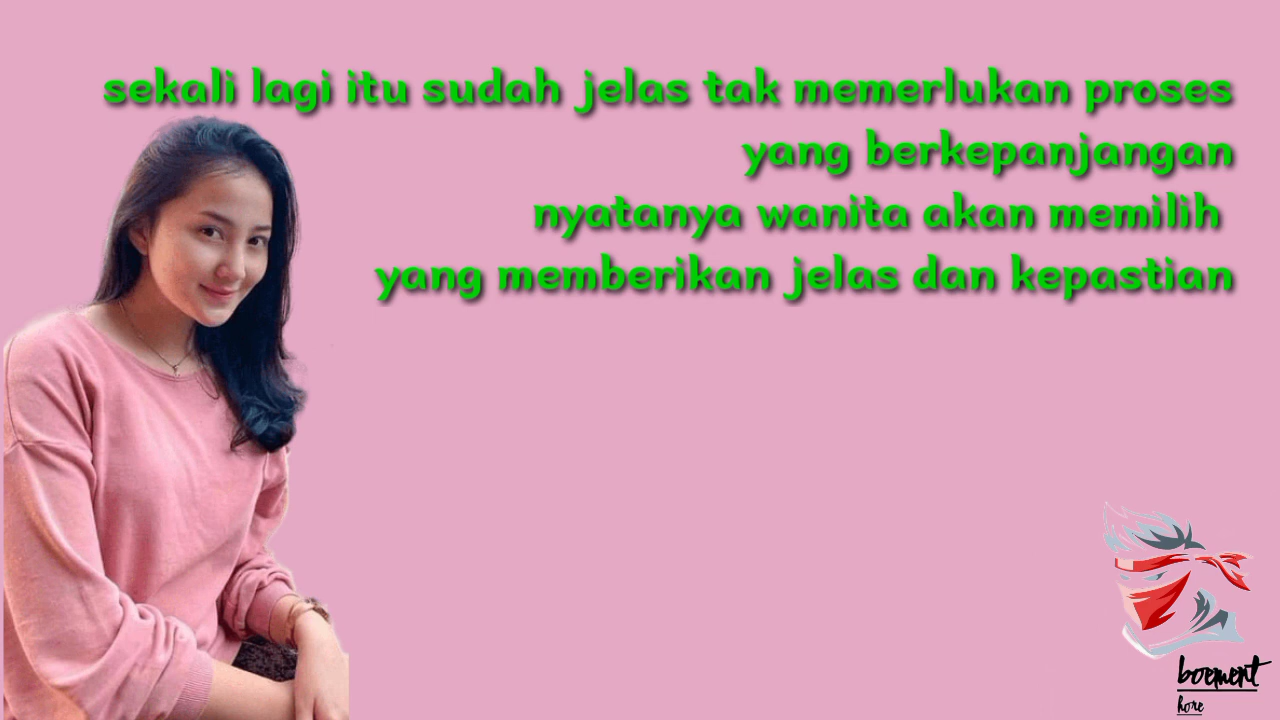 sekali lagi itu sudah jelas tak memerlukan proses
yang berkepanjangan
nyatanya wanita akan memilih
yang memberikan jelas dan kepastian
boement
hore